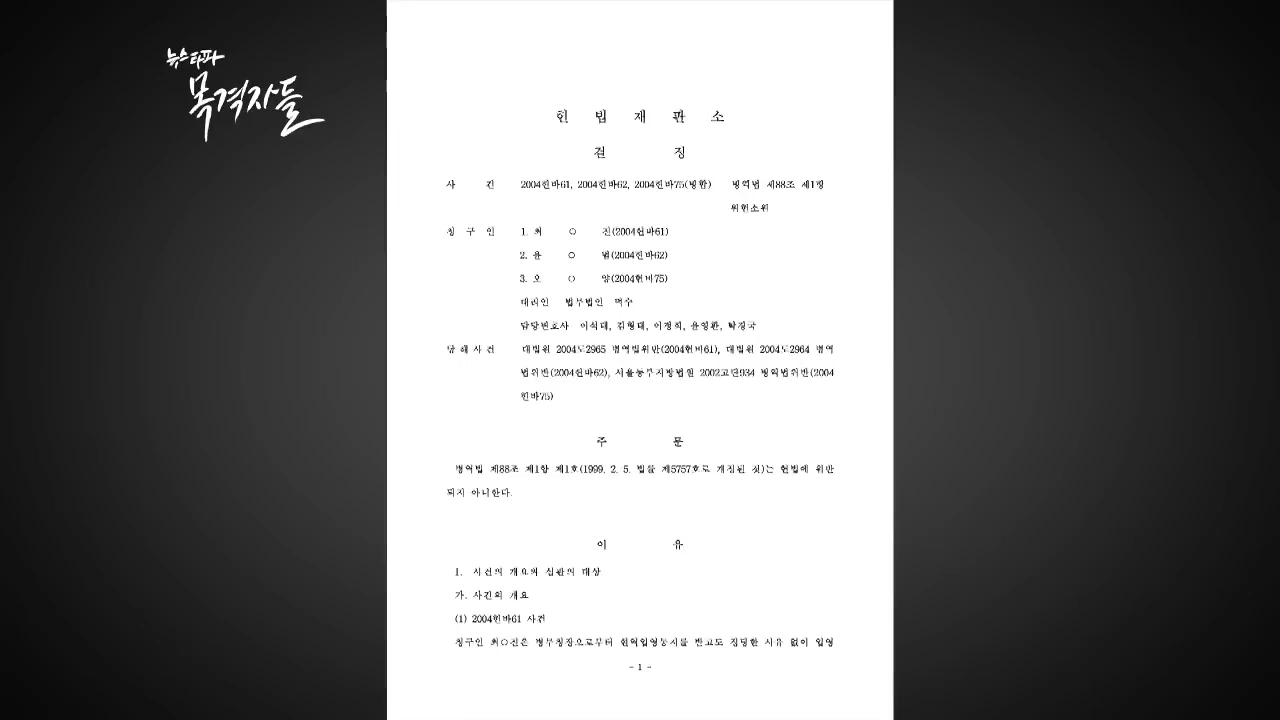 뉴스타파
목격자들
헌 법 재 판 소
결 정
사 건 2004헌바61, 2004헌바62, 2004헌바75(병합) 병역법 제88조 제1항
위헌소원
청 구 인 1. 최 ○ 진(2004헌바61)
2. 윤 ○ 범(2004헌바62)
3. 오 ○ 양(2004헌바75)
대리인 법무법인 덕수
담당변호사 이석태, 김형태, 이정희, 윤영환, 탁경국
당 해 사 건 대법원 2004도2965 병역법위반(2004헌바61), 대법원 2004도2964 병역
법위반(2004헌바62), 서울동부지방법원 2002고단934 병역법위반(2004
헌바75)
주 문
병역법 제88조 제1항 제1호(1999. 2. 5. 법률 제5757호로 개정된 것)는 헌법에 위반
되지 아니한다.
이 유
1. 사건의 개요와 심판의 대상
가. 사건의 개요
(1) 2004헌바61 사건
청구인 최○진은 병무청장으로부터 현역입영통지를 받고도 정당한 사유 없이 입영
- 1 -